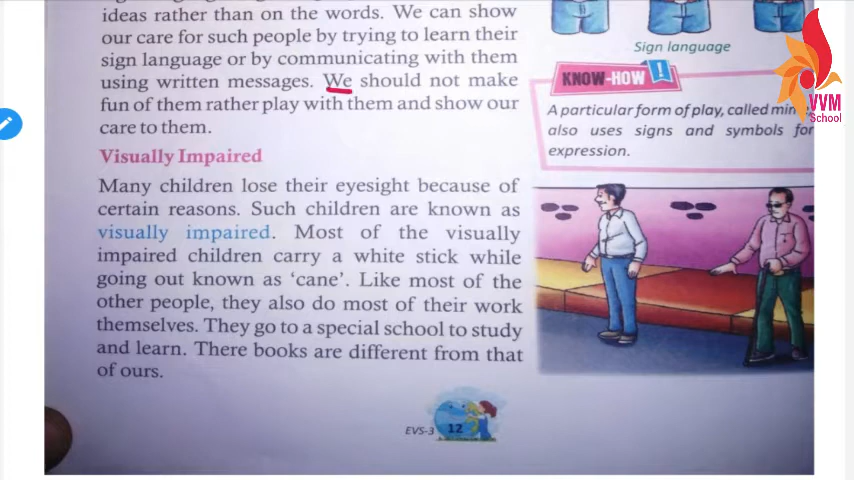 ideas rather than on the words. We can show
our care for such people by trying to learn their
sign language or by communicating with them
using written messages. We should not make
fun of them rather play with them and show our
care to them.
Visually Impaired
Many children lose their eyesight because of
certain reasons. Such children are known as
visually impaired. Most of the visually
impaired children carry a white stick while
going out known as ‘cane’. Like most of the
other people, they also do most of their work
themselves. They go to a special school to study
and learn. There books are different from that
of ours.
Sign language
KNOW-HOW !
A particular form of play, called
also uses signs and symbols for
expression.
EVS-3 12
VVM
School